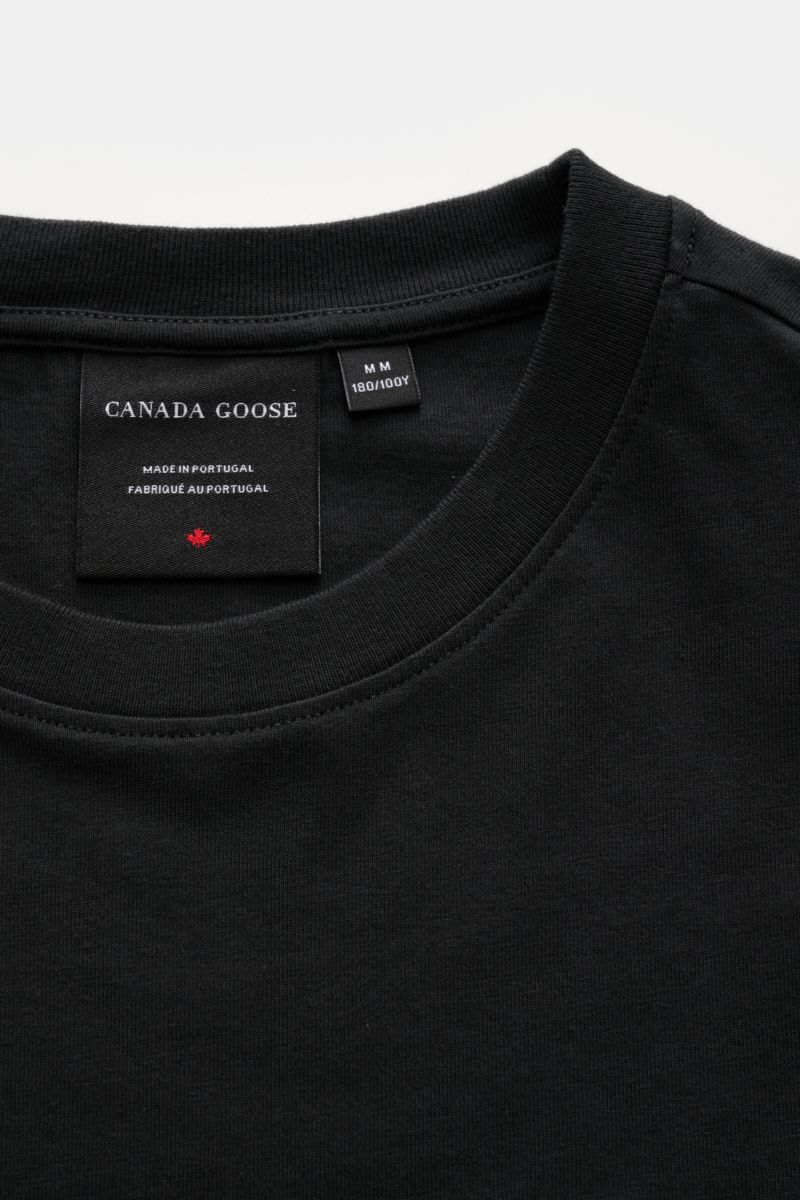 CANADA GOOSE
MADE IN PORTUGAL
FABRIQUÉ AU PORTUGAL
M M
180/100Y